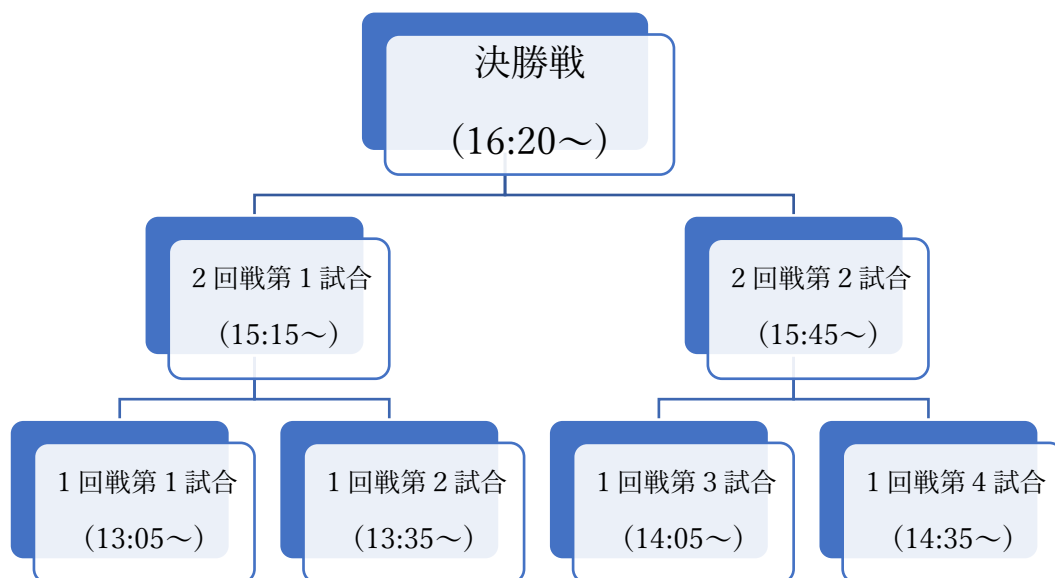 決勝戦
（16:20～）
2 回戦第 1 試合
（15:15～）
2 回戦第 2 試合
（15:45～）
1 回戦第 1 試合
（13:05～）
1 回戦第 2 試合
（13:35～）
1 回戦第 3 試合
（14:05～）
1 回戦第 4 試合
（14:35～）